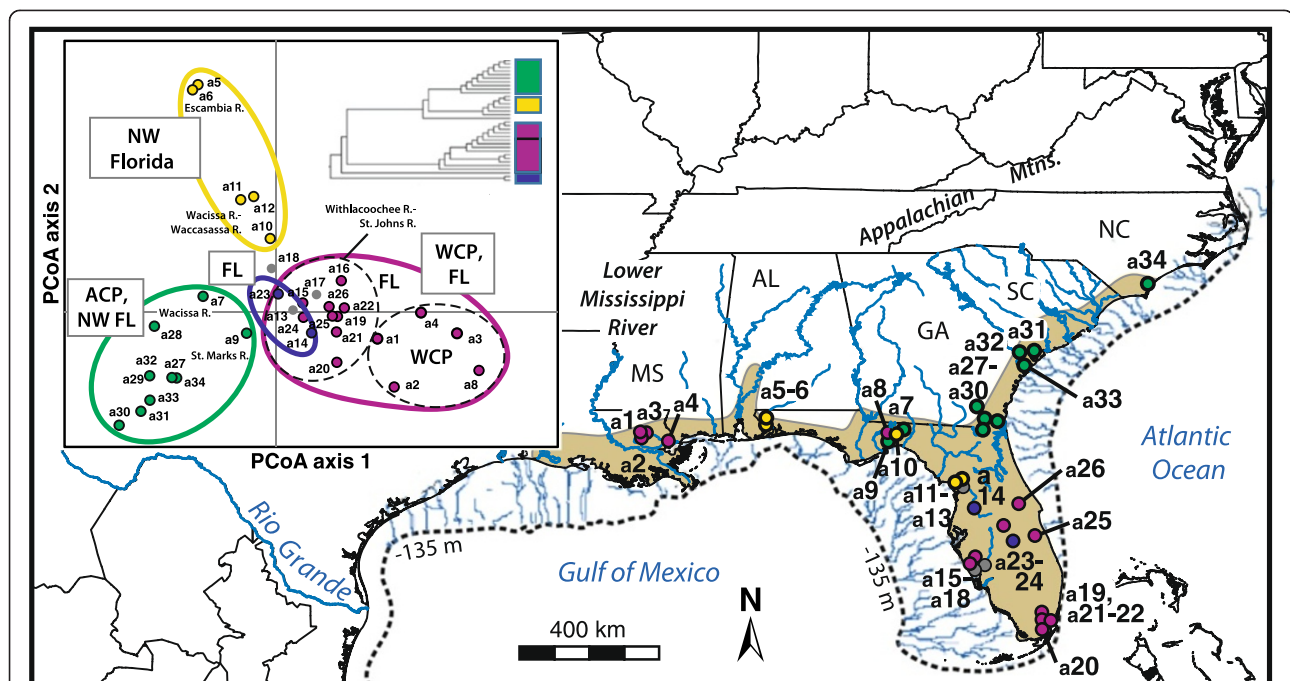 a5
a6
Escambia R.
NW
Florida
a11
a12
Wacissa R.-
Waccasassa R.
a10
Withlacoochee R.-
St. Johns R.
WCP,
FL
FL
a18
FL
a16
a17
a23
a15
a26
a22
ACP,
NW FL
a7
Wacissa R.
a13
a25
a19
a4
a28
a9
a24
a14
a21
a1
a3
St. Marks R.
WCP
a32
a27
a20
a29
a34
a2
a8
a33
a30
a31
PCoA axis 2
PCoA axis 1
Appalachian
Mtns.
NC
a34
Lower
Mississippi
River
AL
SC
GA
MS
a32
a31
a27-
a30
a33
a5-6
a8
a7
a1
a3
a4
a2
a10
a9
a11-
a13
a
14
a26
a25
a15-
a18
a23-
24
a19,
a21-22
a20
Atlantic
Ocean
Rio Grande
-135 m
Gulf of Mexico
-135 m
N
400 km